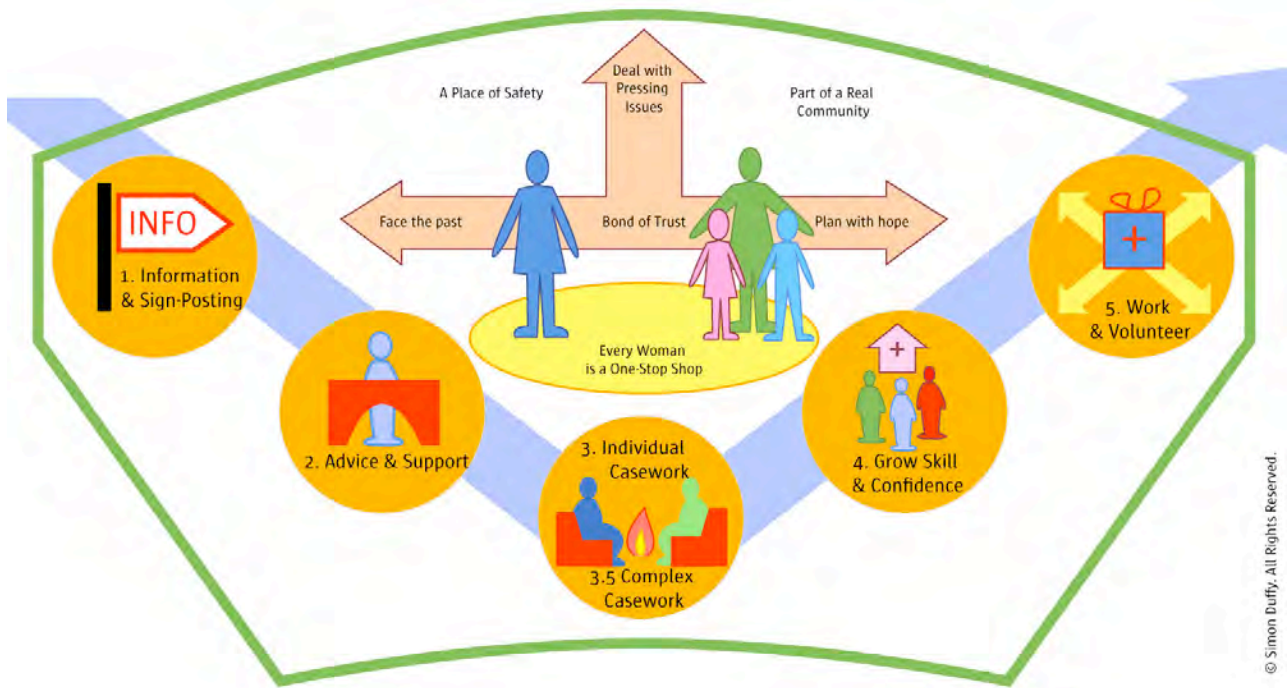 Deal with
Pressing
Issues
A Place of Safety
Part of a Real
Community
Face the past
Bond of Trust
Plan with hope
Every Woman
is a One-Stop Shop
INFO
1. Information
& Sign-Posting
2. Advice & Support
3. Individual
Casework
3.5 Complex
Casework
4. Grow Skill
& Confidence
5. Work
& Volunteer
© Simon Duffy. All Rights Reserved.